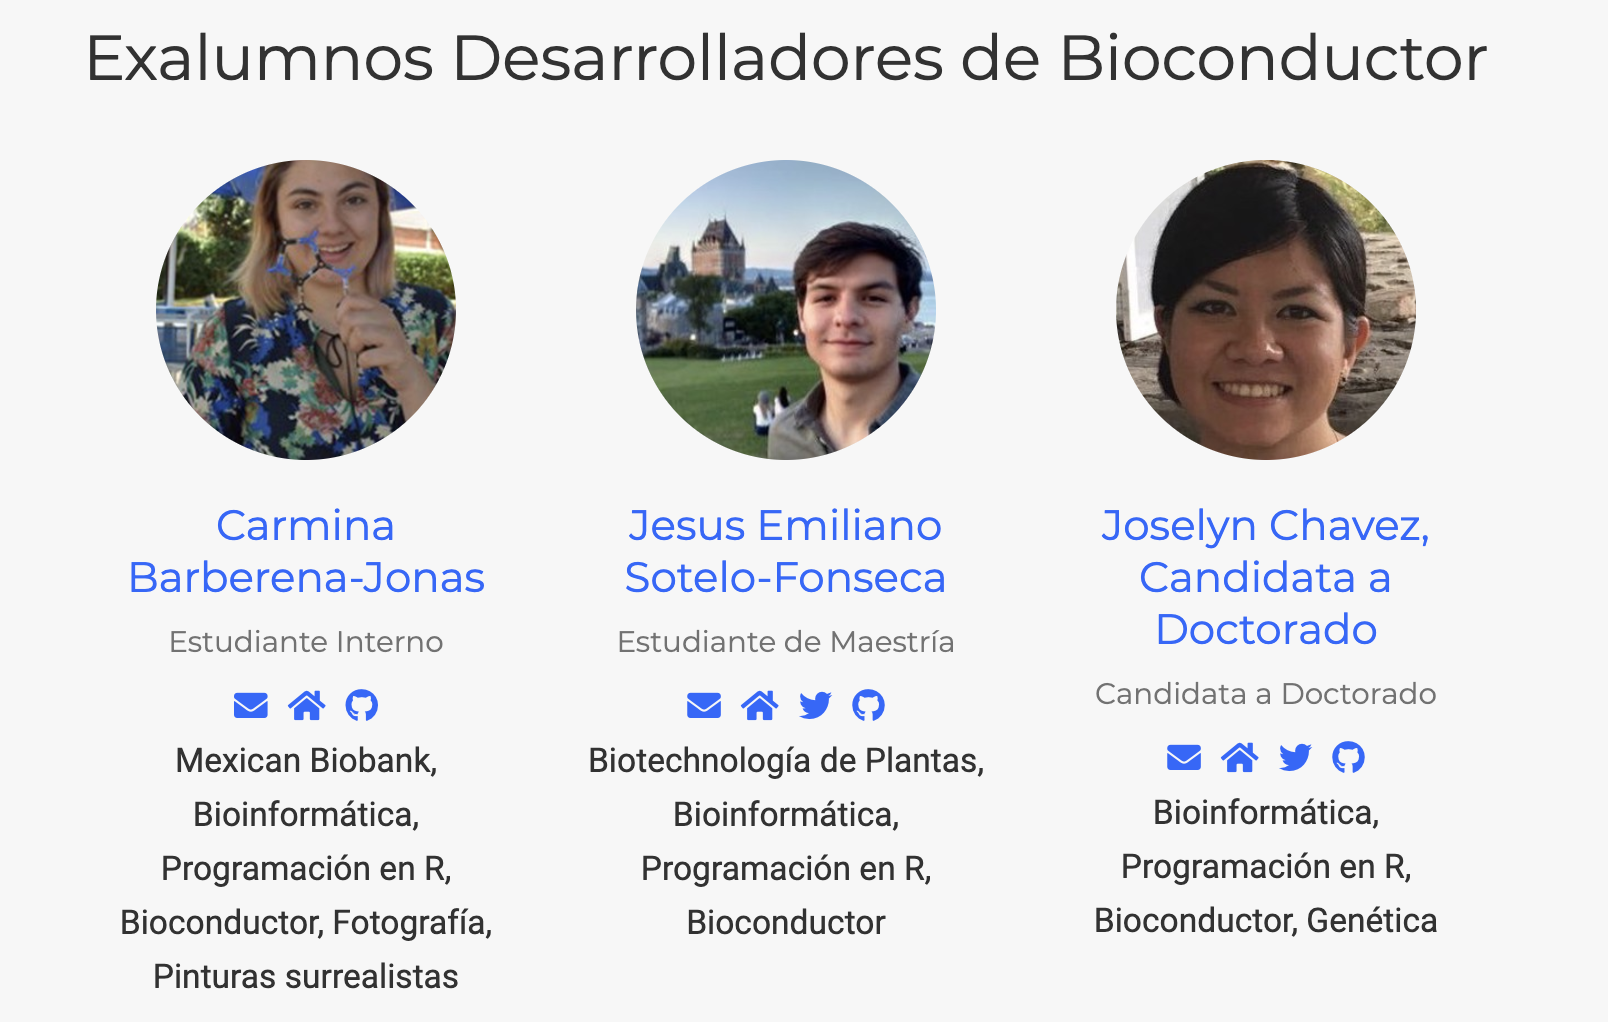 Exalumnos Desarrolladores de Bioconductor
Carmina
Barberena-Jonas
Estudiante Interno
Mexican Biobank,
Bioinformática,
Programación en R,
Bioconductor, Fotografía,
Pinturas surrealistas
Jesus Emiliano
Sotelo-Fonseca
Estudiante de Maestría
Biotechnología de Plantas,
Bioinformática,
Programación en R,
Bioconductor
Joselyn Chavez,
Candidata a
Doctorado
Candidata a Doctorado
Bioinformática,
Programación en R,
Bioconductor, Genética